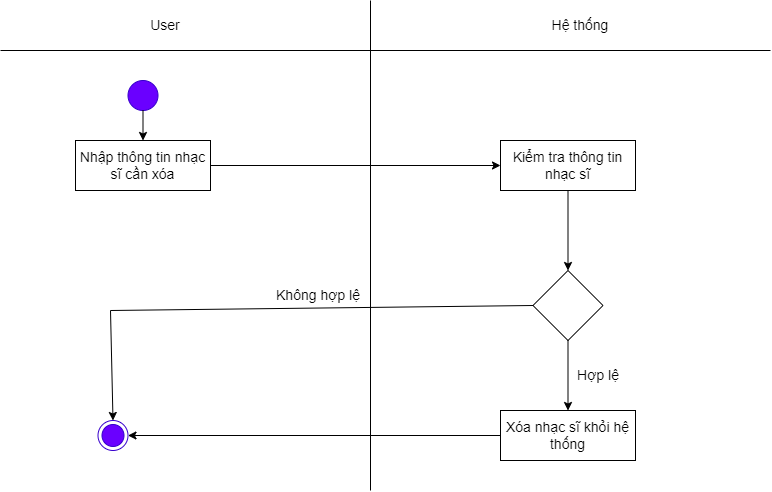 User
Hệ thống
Nhập thông tin nhạc
sĩ cần xóa
Kiểm tra thông tin
nhạc sĩ
Không hợp lệ
Hợp lệ
Xóa nhạc sĩ khỏi hệ
thống